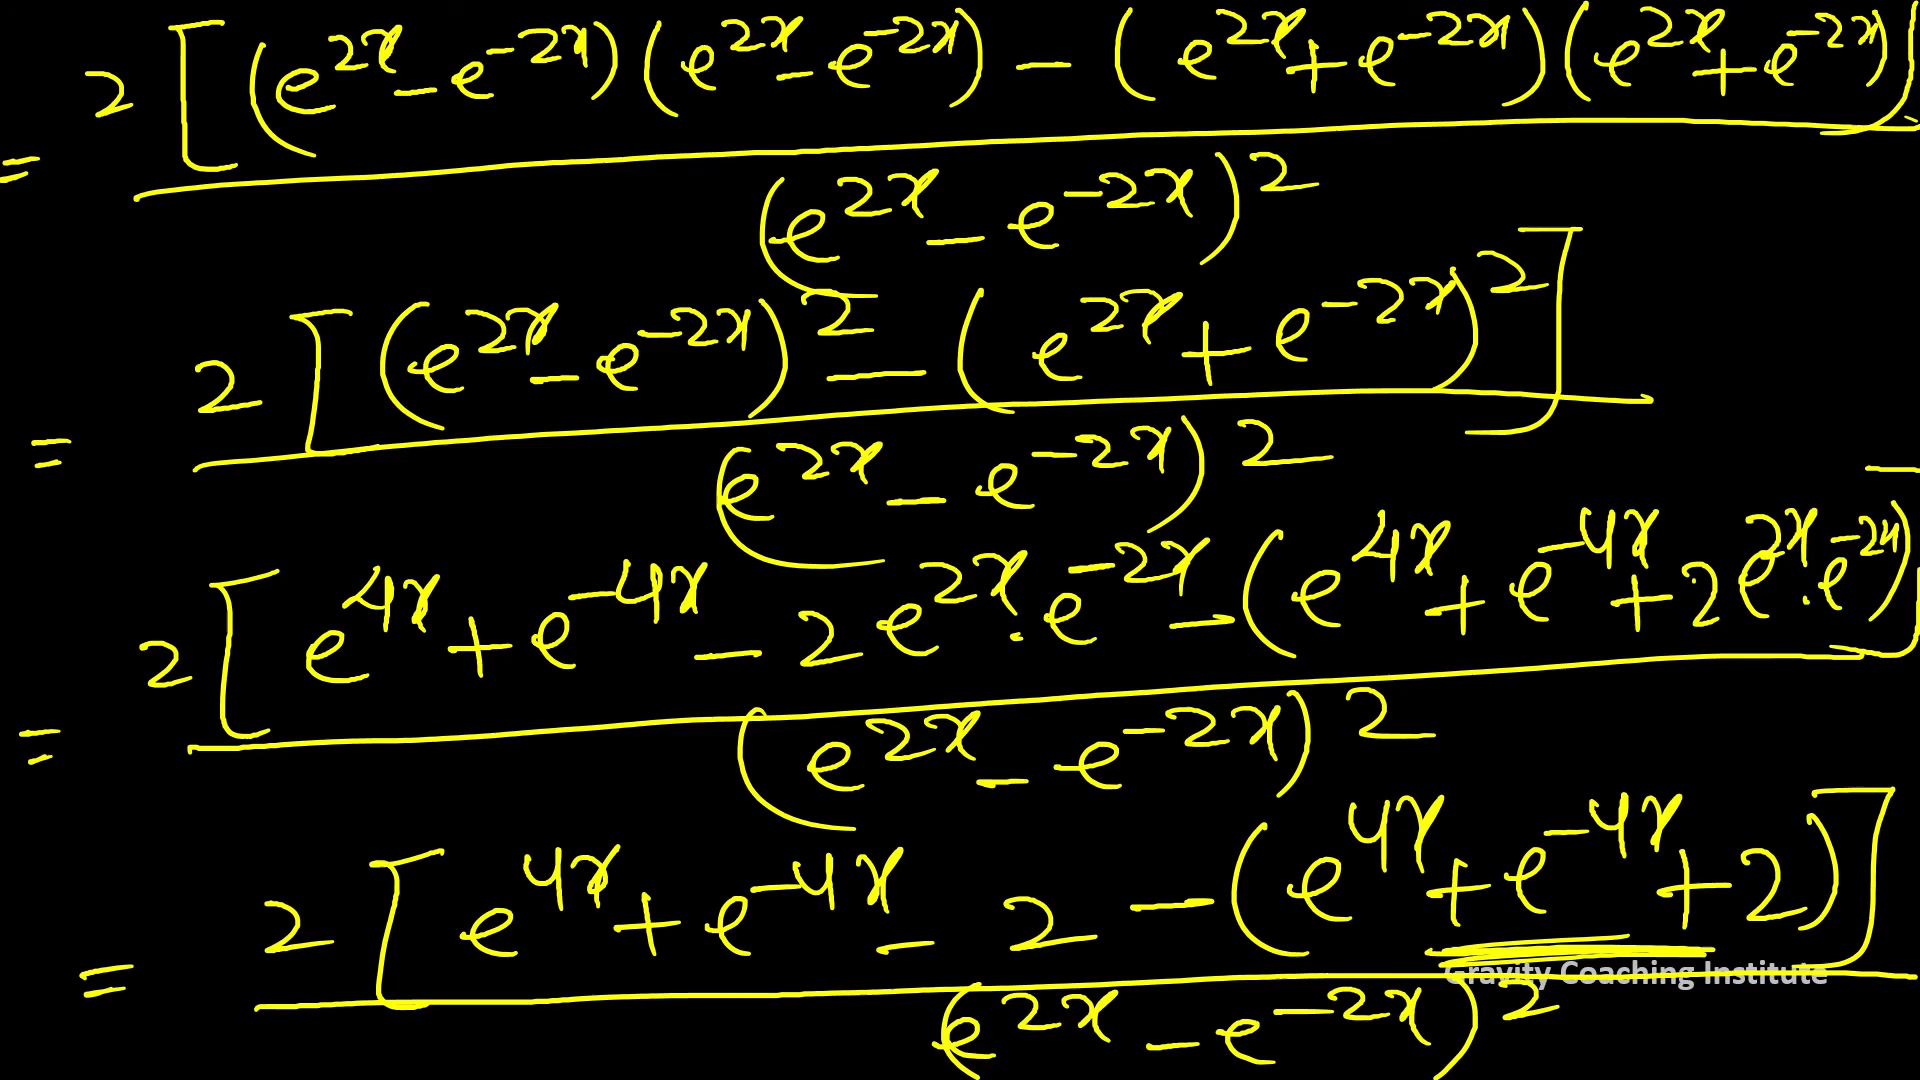 2[(e^{2x} - e^{-2x})(e^{2x} - e^{-2x}) - (e^{2x} + e^{-2x})(e^{2x} + e^{-2x})]
=
(e^{2x} - e^{-2x})^2
2[(e^{2x} - e^{-2x})^2 - (e^{2x} + e^{-2x})^2]
=
(e^{2x} - e^{-2x})^2
2[e^{4x} + e^{-4x} - 2e^{2x}.e^{-2x} - (e^{4x} + e^{-4x} + 2e^{2x}.e^{-2x})]
=
(e^{2x} - e^{-2x})^2
2[e^{4x} + e^{-4x} - 2 - (e^{4x} + e^{-4x} + 2)]
=
Gravity Coaching Institute
(e^{2x} - e^{-2x})^2